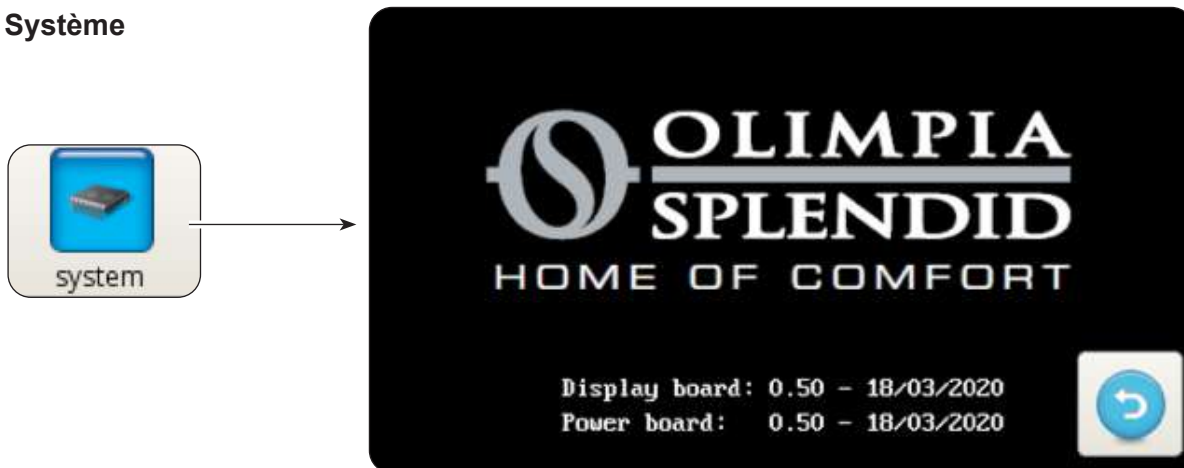 Système
system
OLIMPIA
SPLENDID
HOME OF COMFORT
Display board: 0.50 - 18/03/2020
Power board: 0.50 - 18/03/2020